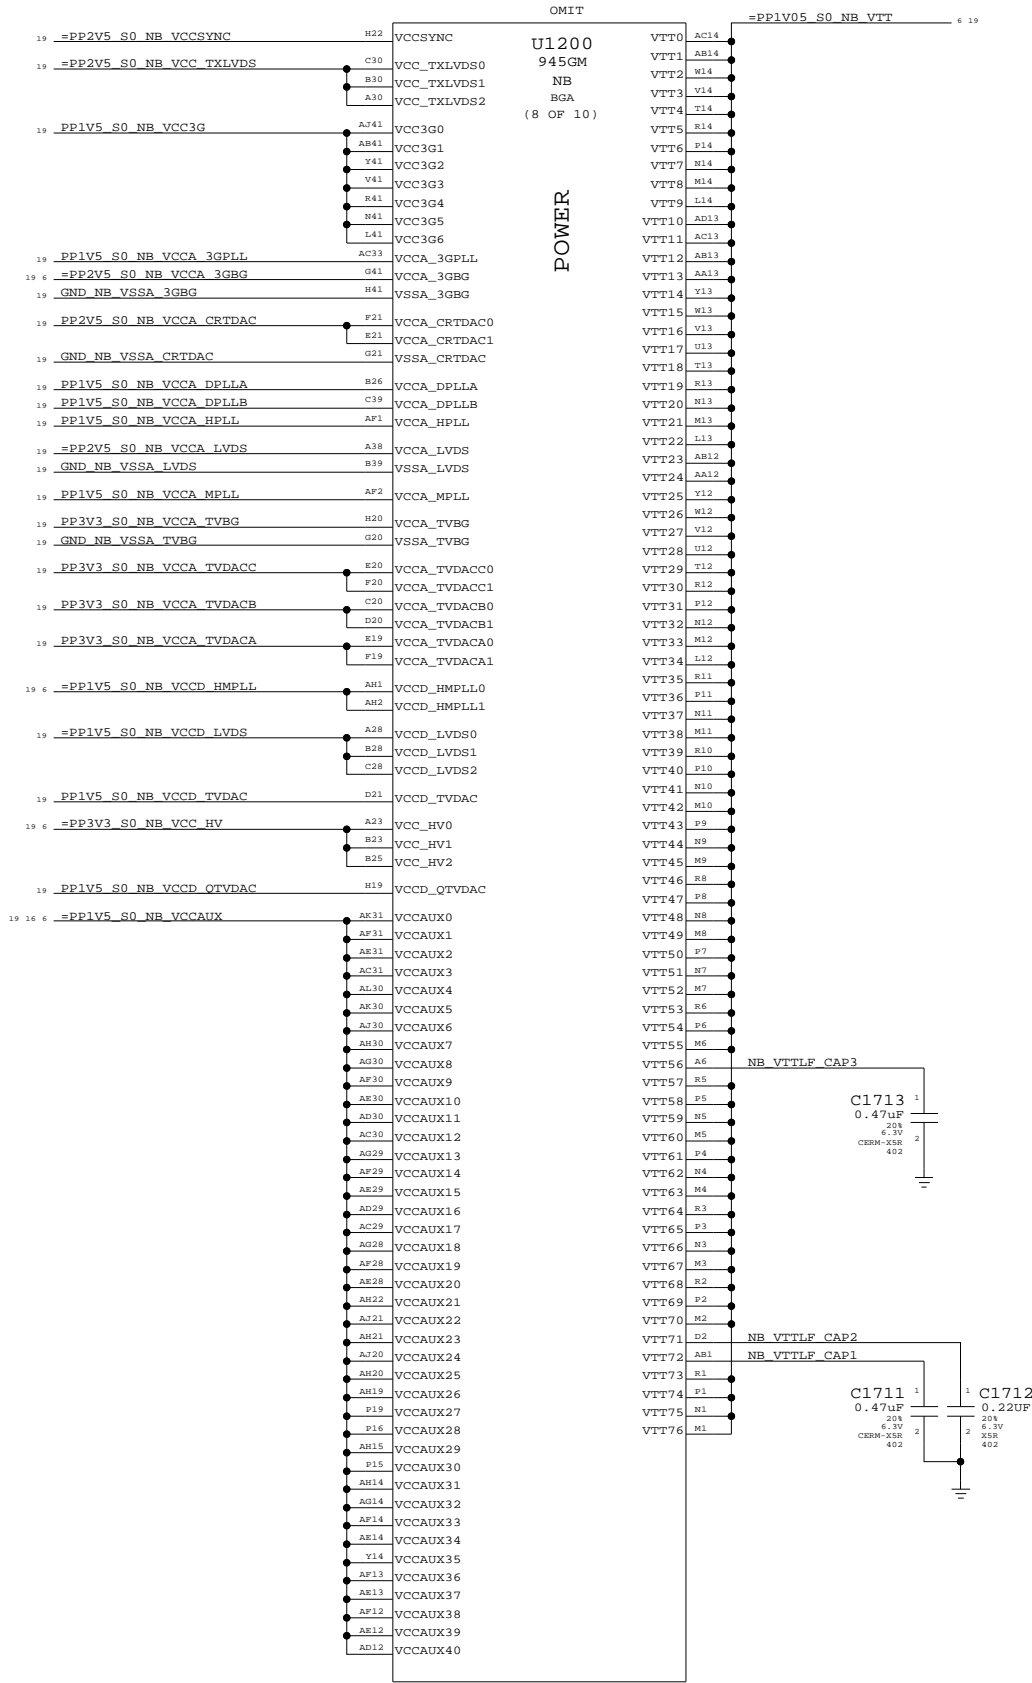 OMIT
U1200
945GM
NB
BGA
(8 OF 10)
POWER
19 =PP2V5_S0_NB_VCCSYNC H22 VCCSYNC
19 =PP2V5_S0_NB_VCC_TXLVDS C30 VCC_TXLVDS0
B30 VCC_TXLVDS1
A30 VCC_TXLVDS2
19 PP1V5_S0_NB_VCC3G AJ41 VCC3G0
AB41 VCC3G1
Y41 VCC3G2
V41 VCC3G3
R41 VCC3G4
N41 VCC3G5
L41 VCC3G6
19 PP1V5_S0_NB_VCCA_3GPLL AC33 VCCA_3GPLL
19 6 =PP2V5_S0_NB_VCCA_3GBG G41 VCCA_3GBG
19 GND_NB_VSSA_3GBG H41 VSSA_3GBG
19 PP2V5_S0_NB_VCCA_CRTDAC F21 VCCA_CRTDAC0
E21 VCCA_CRTDAC1
19 GND_NB_VSSA_CRTDAC G21 VSSA_CRTDAC
19 PP1V5_S0_NB_VCCA_DPLLA B26 VCCA_DPLLA
19 PP1V5_S0_NB_VCCA_DPLLB C39 VCCA_DPLLB
19 PP1V5_S0_NB_VCCA_HPLL AF1 VCCA_HPLL
19 =PP2V5_S0_NB_VCCA_LVDS A38 VCCA_LVDS
19 GND_NB_VSSA_LVDS B39 VSSA_LVDS
19 PP1V5_S0_NB_VCCA_MPLL AF2 VCCA_MPLL
19 PP3V3_S0_NB_VCCA_TVBG H20 VCCA_TVBG
19 GND_NB_VSSA_TVBG G20 VSSA_TVBG
19 PP3V3_S0_NB_VCCA_TVDACC E20 VCCA_TVDACC0
F20 VCCA_TVDACC1
19 PP3V3_S0_NB_VCCA_TVDACB C20 VCCA_TVDACB0
D20 VCCA_TVDACB1
19 PP3V3_S0_NB_VCCA_TVDACA E19 VCCA_TVDACA0
F19 VCCA_TVDACA1
19 6 =PP1V5_S0_NB_VCCD_HMPLL AH1 VCCD_HMPLL0
AH2 VCCD_HMPLL1
19 =PP1V5_S0_NB_VCCD_LVDS A28 VCCD_LVDS0
B28 VCCD_LVDS1
C28 VCCD_LVDS2
19 PP1V5_S0_NB_VCCD_TVDAC D21 VCCD_TVDAC
19 6 =PP3V3_S0_NB_VCC_HV A23 VCC_HV0
B23 VCC_HV1
B25 VCC_HV2
19 PP1V5_S0_NB_VCCD_QTVDAC H19 VCCD_QTVDAC
19 16 6 =PP1V5_S0_NB_VCCAUX AK31 VCCAUX0
AF31 VCCAUX1
AE31 VCCAUX2
AC31 VCCAUX3
AL30 VCCAUX4
AK30 VCCAUX5
AJ30 VCCAUX6
AH30 VCCAUX7
AG30 VCCAUX8
AF30 VCCAUX9
AE30 VCCAUX10
AD30 VCCAUX11
AC30 VCCAUX12
AG29 VCCAUX13
AF29 VCCAUX14
AE29 VCCAUX15
AD29 VCCAUX16
AC29 VCCAUX17
AG28 VCCAUX18
AF28 VCCAUX19
AE28 VCCAUX20
AH22 VCCAUX21
AJ21 VCCAUX22
AH21 VCCAUX23
AJ20 VCCAUX24
AH20 VCCAUX25
AH19 VCCAUX26
P19 VCCAUX27
P16 VCCAUX28
AH15 VCCAUX29
P15 VCCAUX30
AH14 VCCAUX31
AG14 VCCAUX32
AF14 VCCAUX33
AE14 VCCAUX34
Y14 VCCAUX35
AF13 VCCAUX36
AE13 VCCAUX37
AF12 VCCAUX38
AE12 VCCAUX39
AD12 VCCAUX40
=PP1V05_S0_NB_VTT 6 19
VTT0 AC14
VTT1 AB14
VTT2 W14
VTT3 V14
VTT4 T14
VTT5 R14
VTT6 P14
VTT7 N14
VTT8 M14
VTT9 L14
VTT10 AD13
VTT11 AC13
VTT12 AB13
VTT13 AA13
VTT14 Y13
VTT15 W13
VTT16 V13
VTT17 U13
VTT18 T13
VTT19 R13
VTT20 N13
VTT21 M13
VTT22 L13
VTT23 AB12
VTT24 AA12
VTT25 Y12
VTT26 W12
VTT27 V12
VTT28 U12
VTT29 T12
VTT30 R12
VTT31 P12
VTT32 N12
VTT33 M12
VTT34 L12
VTT35 R11
VTT36 P11
VTT37 N11
VTT38 M11
VTT39 R10
VTT40 P10
VTT41 N10
VTT42 M10
VTT43 P9
VTT44 N9
VTT45 M9
VTT46 R8
VTT47 P8
VTT48 N8
VTT49 M8
VTT50 P7
VTT51 N7
VTT52 M7
VTT53 R6
VTT54 P6
VTT55 M6
VTT56 A6 NB_VTTLF_CAP3
VTT57 R5
VTT58 P5
VTT59 N5
VTT60 M5
VTT61 P4
VTT62 N4
VTT63 M4
VTT64 R3
VTT65 P3
VTT66 N3
VTT67 M3
VTT68 R2
VTT69 P2
VTT70 M2
VTT71 D2 NB_VTTLF_CAP2
VTT72 AB1 NB_VTTLF_CAP1
VTT73 R1
VTT74 P1
VTT75 N1
VTT76 M1
C1713 1
0.47uF
20%
6.3V
CERM-X5R 2
402
C1711 1
0.47uF
20%
6.3V 2
CERM-X5R
402
1 C1712
0.22UF
20%
2 6.3V
X5R
402